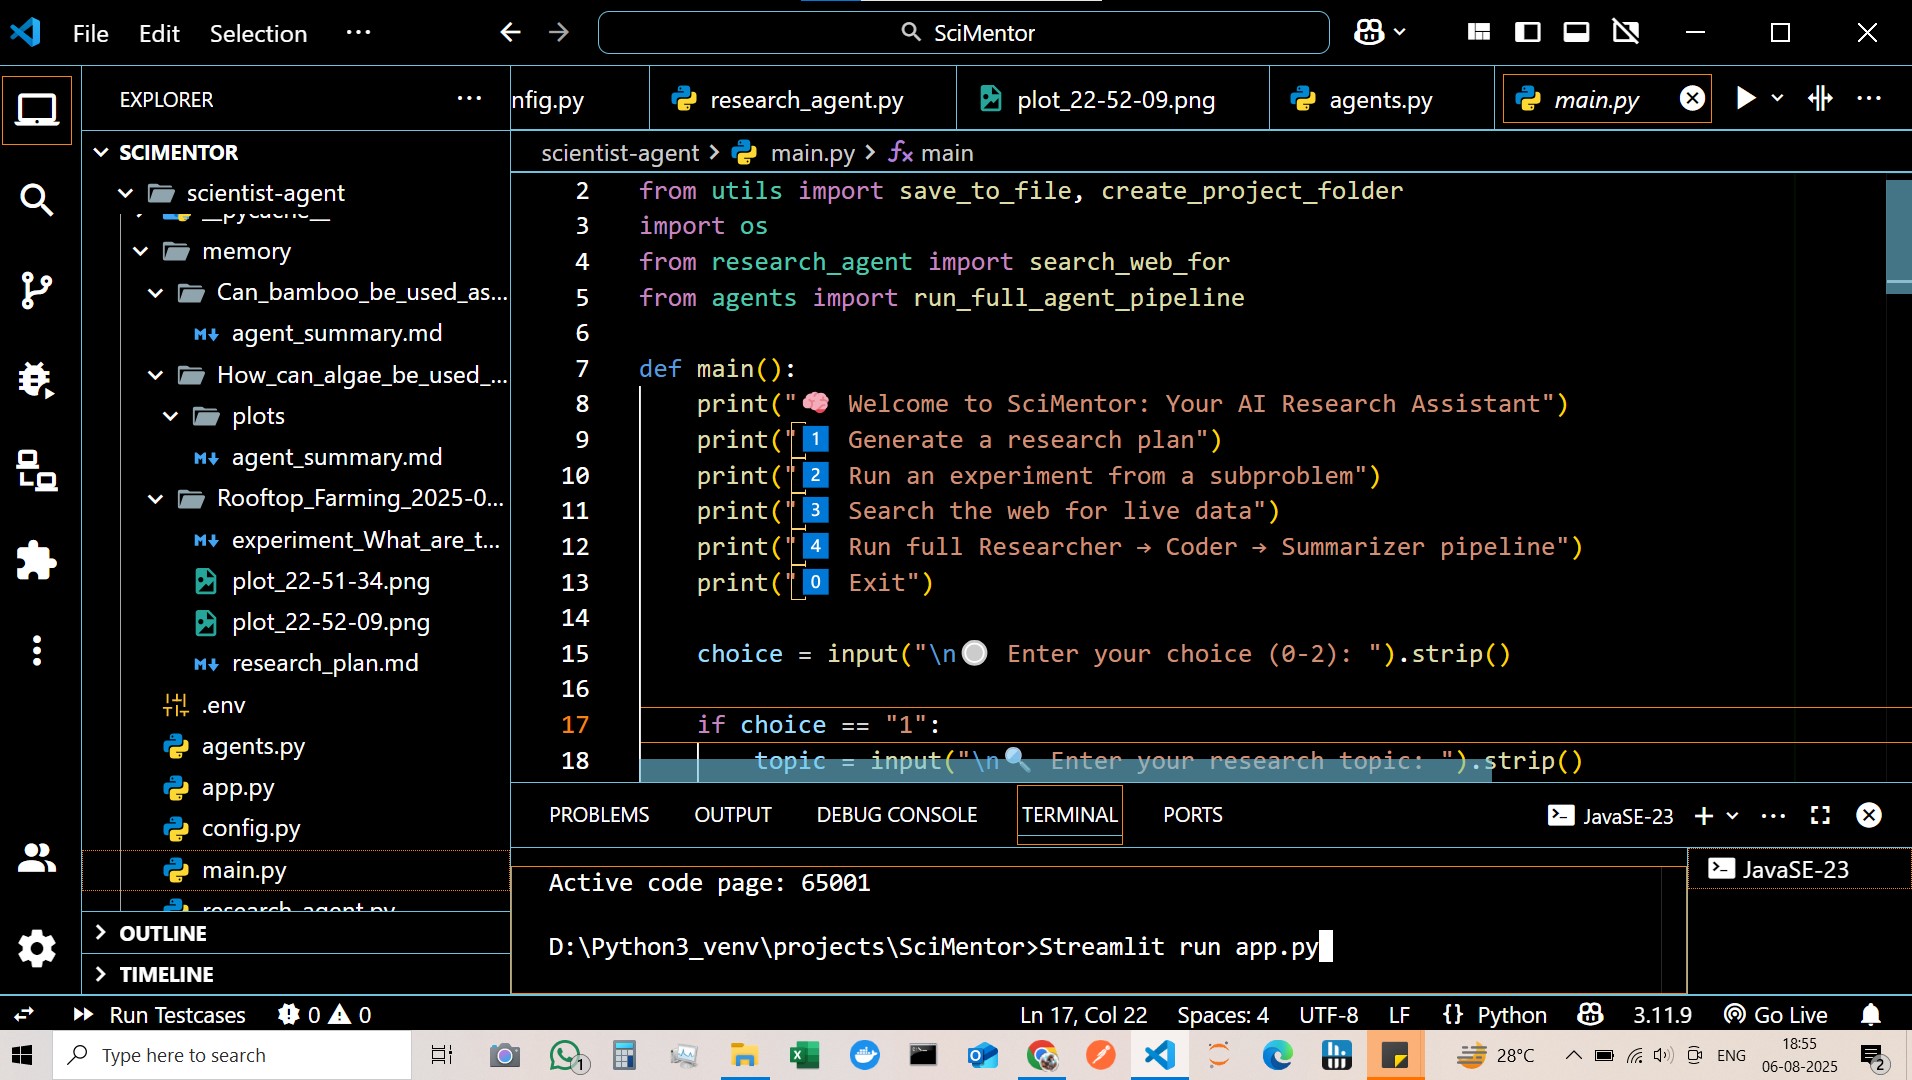 File Edit Selection ··· SciMentor
EXPLORER ···
nfig.py research_agent.py plot_22-52-09.png agents.py main.py ···
SCIMENTOR
scientist-agent
__pycache__
memory
Can_bamboo_be_used_as...
agent_summary.md
How_can_algae_be_used_...
plots
agent_summary.md
Rooftop_Farming_2025-0...
experiment_What_are_t...
plot_22-51-34.png
plot_22-52-09.png
research_plan.md
.env
agents.py
app.py
config.py
main.py
research_agent.py
OUTLINE
TIMELINE
scientist-agent > main.py > main
2 from utils import save_to_file, create_project_folder
3 import os
4 from research_agent import search_web_for
5 from agents import run_full_agent_pipeline
6
7 def main():
8 print("🧠 Welcome to SciMentor: Your AI Research Assistant")
9 print("1️⃣ Generate a research plan")
10 print("2️⃣ Run an experiment from a subproblem")
11 print("3️⃣ Search the web for live data")
12 print("4️⃣ Run full Researcher → Coder → Summarizer pipeline")
13 print("0️⃣ Exit")
14
15 choice = input("\n⚪ Enter your choice (0-2): ").strip()
16
17 if choice == "1":
18 topic = input("\n🔍 Enter your research topic: ").strip()
PROBLEMS OUTPUT DEBUG CONSOLE TERMINAL PORTS JavaSE-23 ···
JavaSE-23
Active code page: 65001
D:\Python3_venv\projects\SciMentor>Streamlit run app.py
Run Testcases 0 0 Ln 17, Col 22 Spaces: 4 UTF-8 LF {} Python 3.11.9 Go Live
Type here to search 1 28°C ENG 18:55
06-08-2025 2